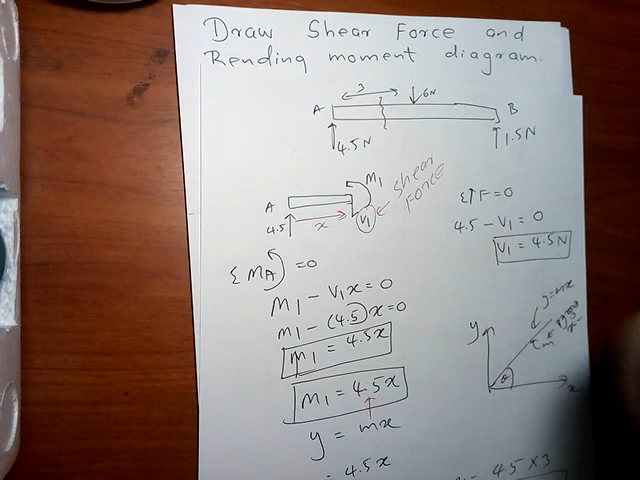 Draw Shear Force and
Bending moment diagram.
3
6N
A
B
4.5N
1.5N
M1
Shear
Force
A
4.5
x
V1
Σ↑F=0
4.5 - V1 = 0
V1 = 4.5N
ΣMA = 0
M1 - V1x = 0
M1 - (4.5)x = 0
M1 = 4.5x
M1 = 4.5x
y = mx
= 4.5x
y
y=mx
θ
x
4.5 x 3